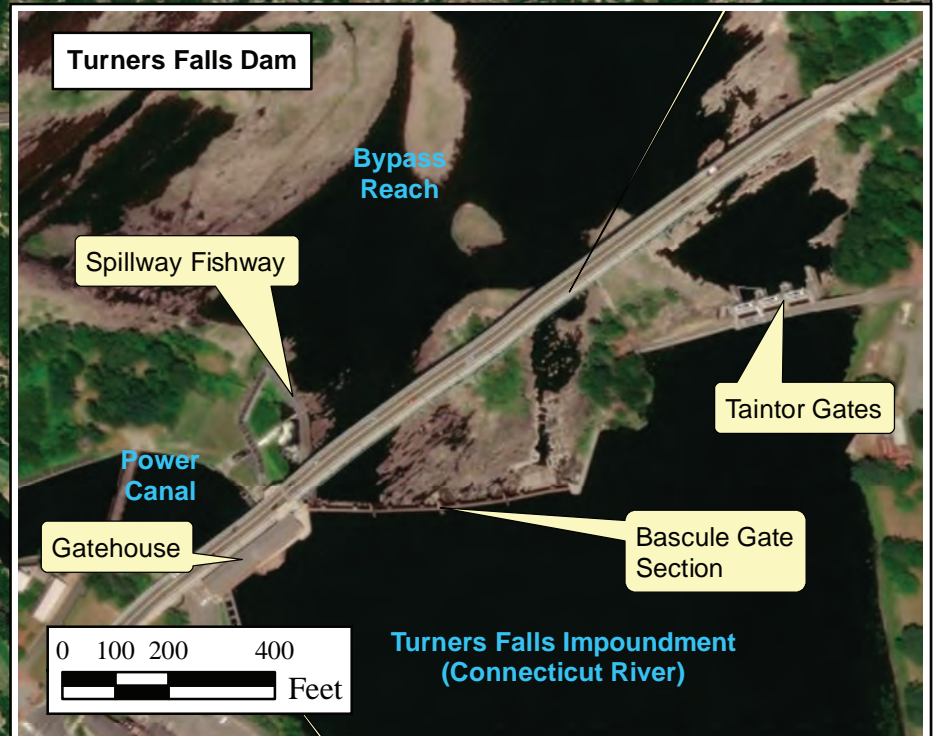 Turners Falls Dam
Bypass
Reach
Spillway Fishway
Taintor Gates
Power
Canal
Gatehouse
Bascule Gate
Section
Turners Falls Impoundment
(Connecticut River)
0 100 200 400
Feet